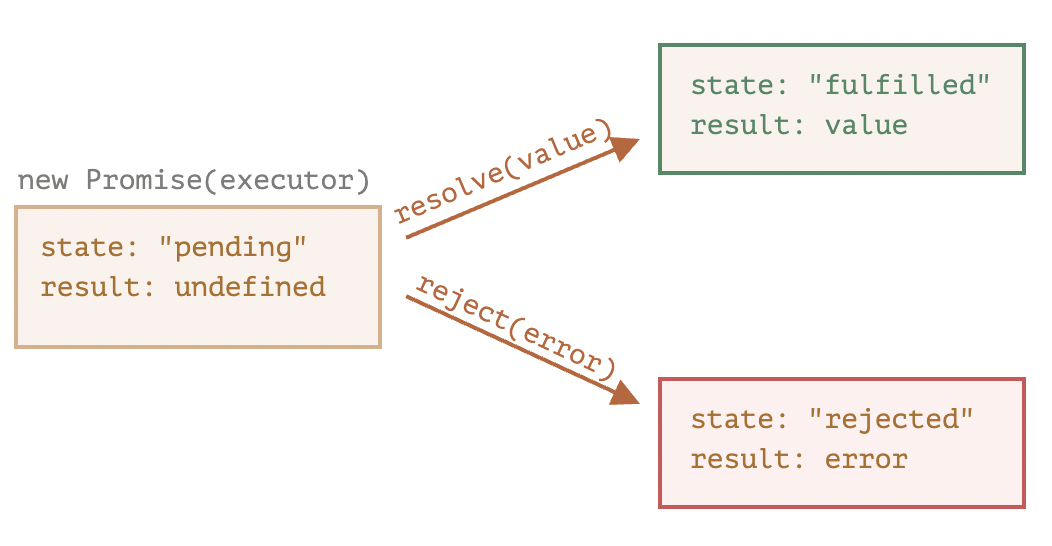 new Promise(executor)
state: "pending"
result: undefined
resolve(value)
reject(error)
state: "fulfilled"
result: value
state: "rejected"
result: error